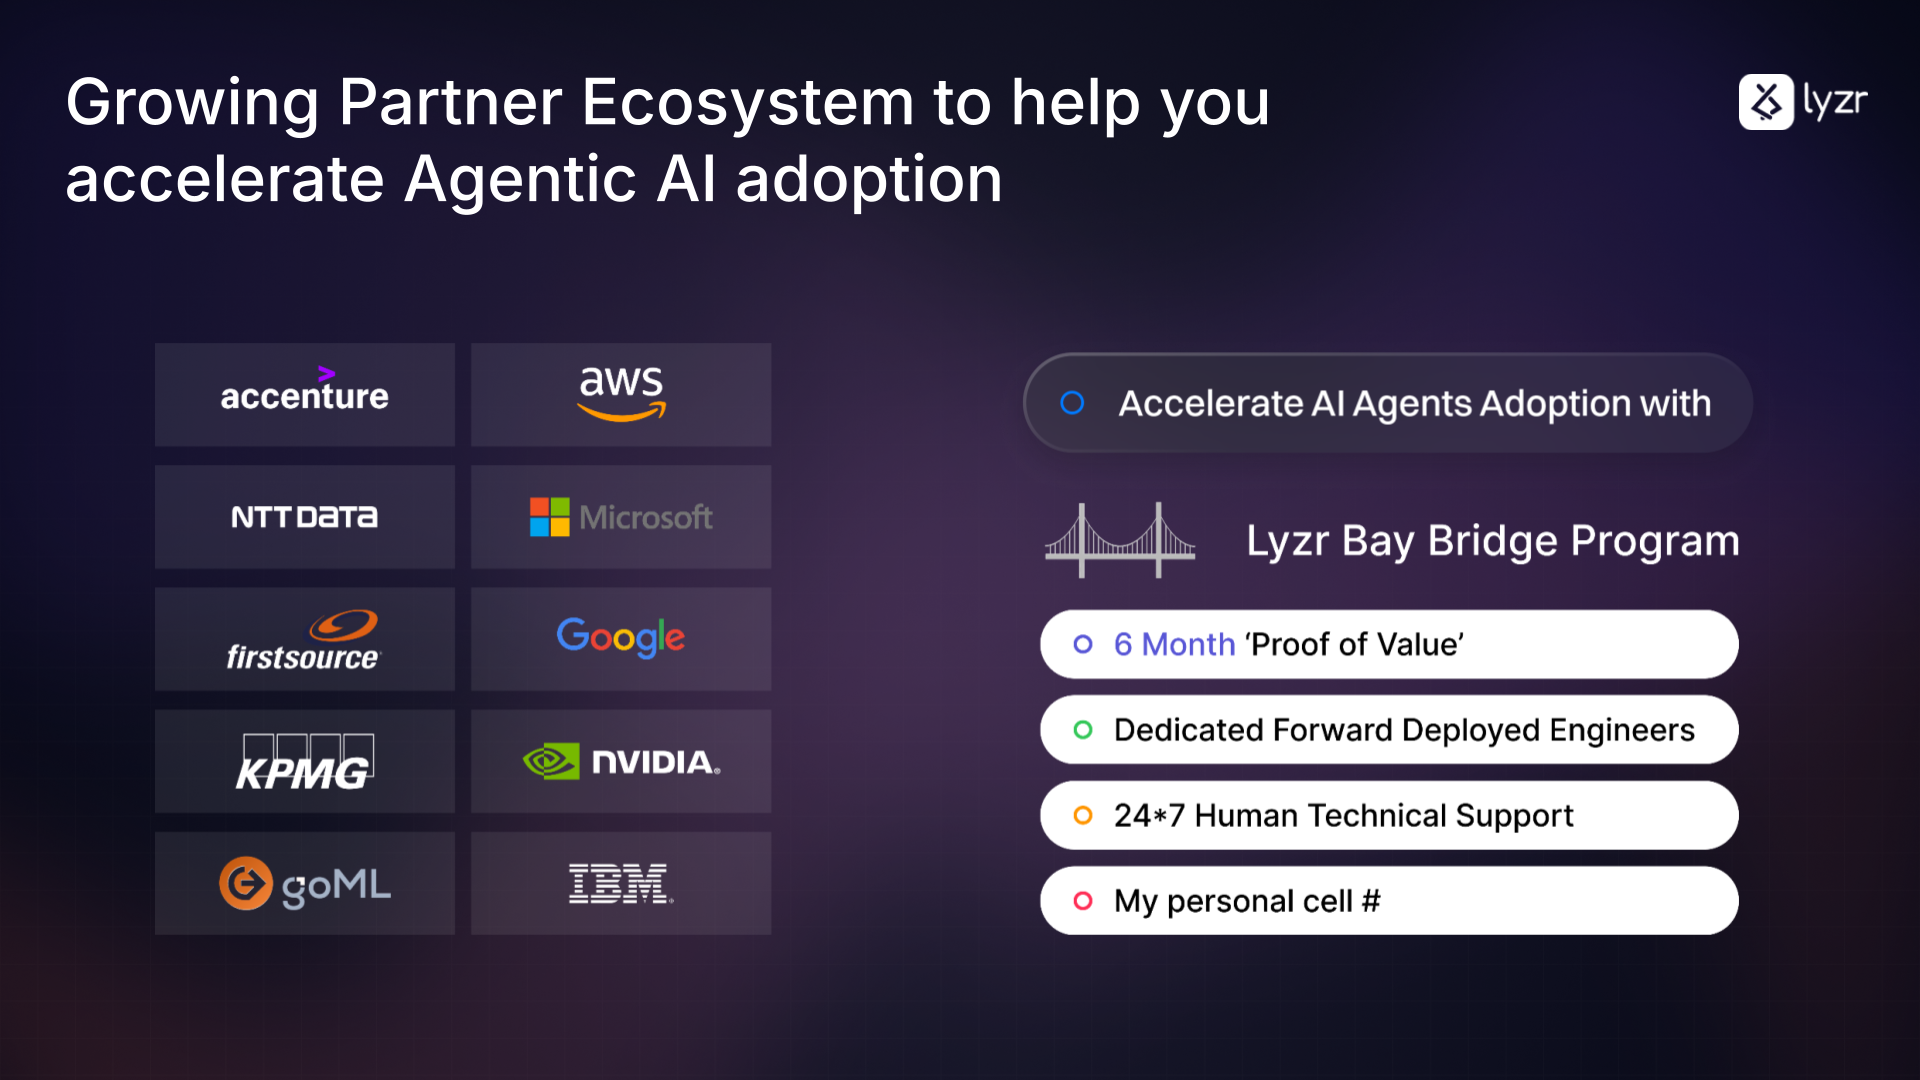 Growing Partner Ecosystem to help you
accelerate Agentic AI adoption
lyzr
accenture
aws
NTT DATA
Microsoft
firstsource
Google
KPMG
NVIDIA®
goML
IBM®
Accelerate AI Agents Adoption with
Lyzr Bay Bridge Program
6 Month ‘Proof of Value’
Dedicated Forward Deployed Engineers
24*7 Human Technical Support
My personal cell #